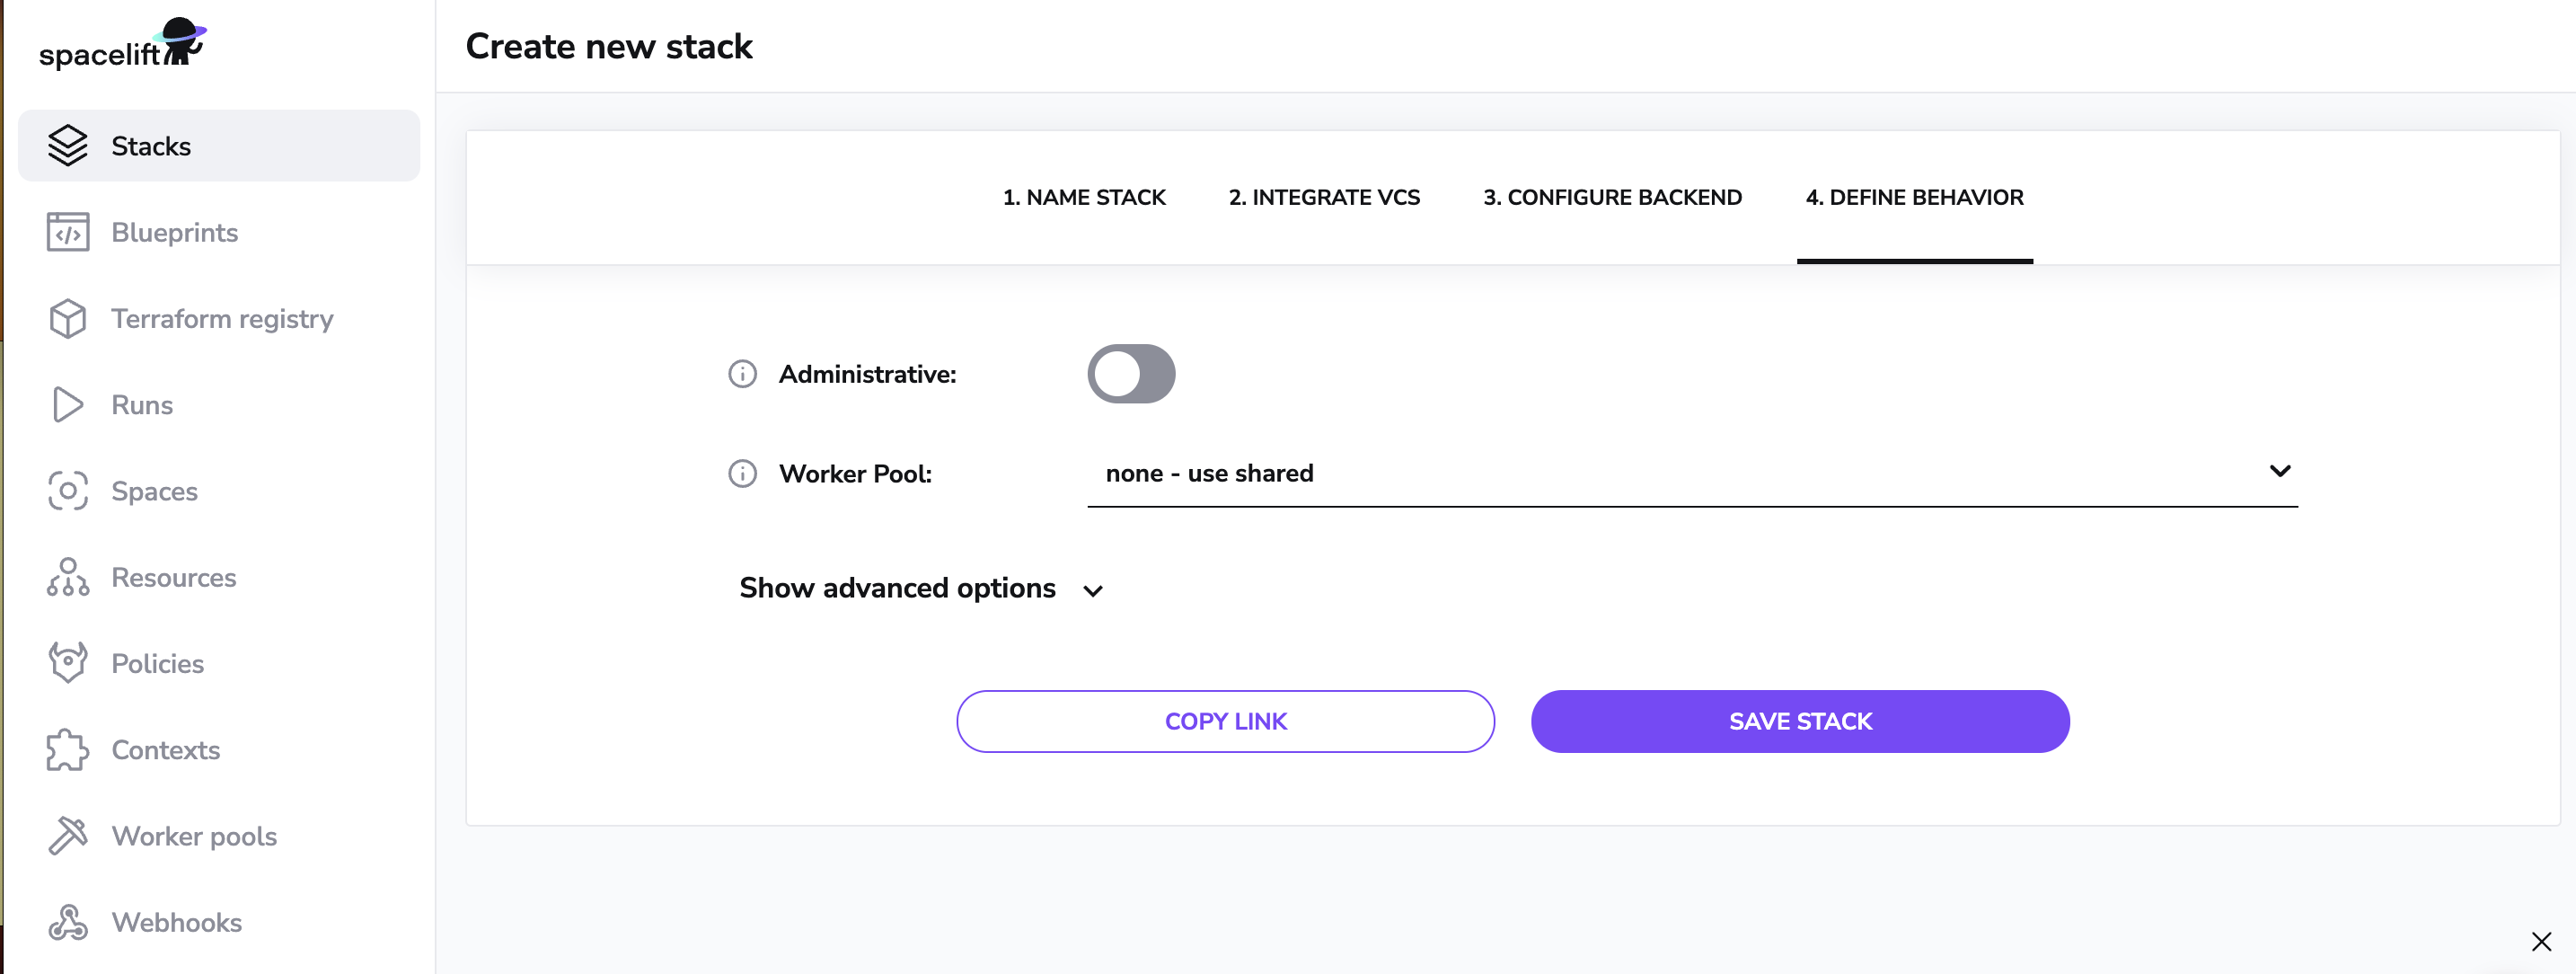 spacelift
Create new stack
Stacks
Blueprints
Terraform registry
Runs
Spaces
Resources
Policies
Contexts
Worker pools
Webhooks
1. NAME STACK
2. INTEGRATE VCS
3. CONFIGURE BACKEND
4. DEFINE BEHAVIOR
Administrative:
Worker Pool:
none - use shared
Show advanced options
COPY LINK
SAVE STACK